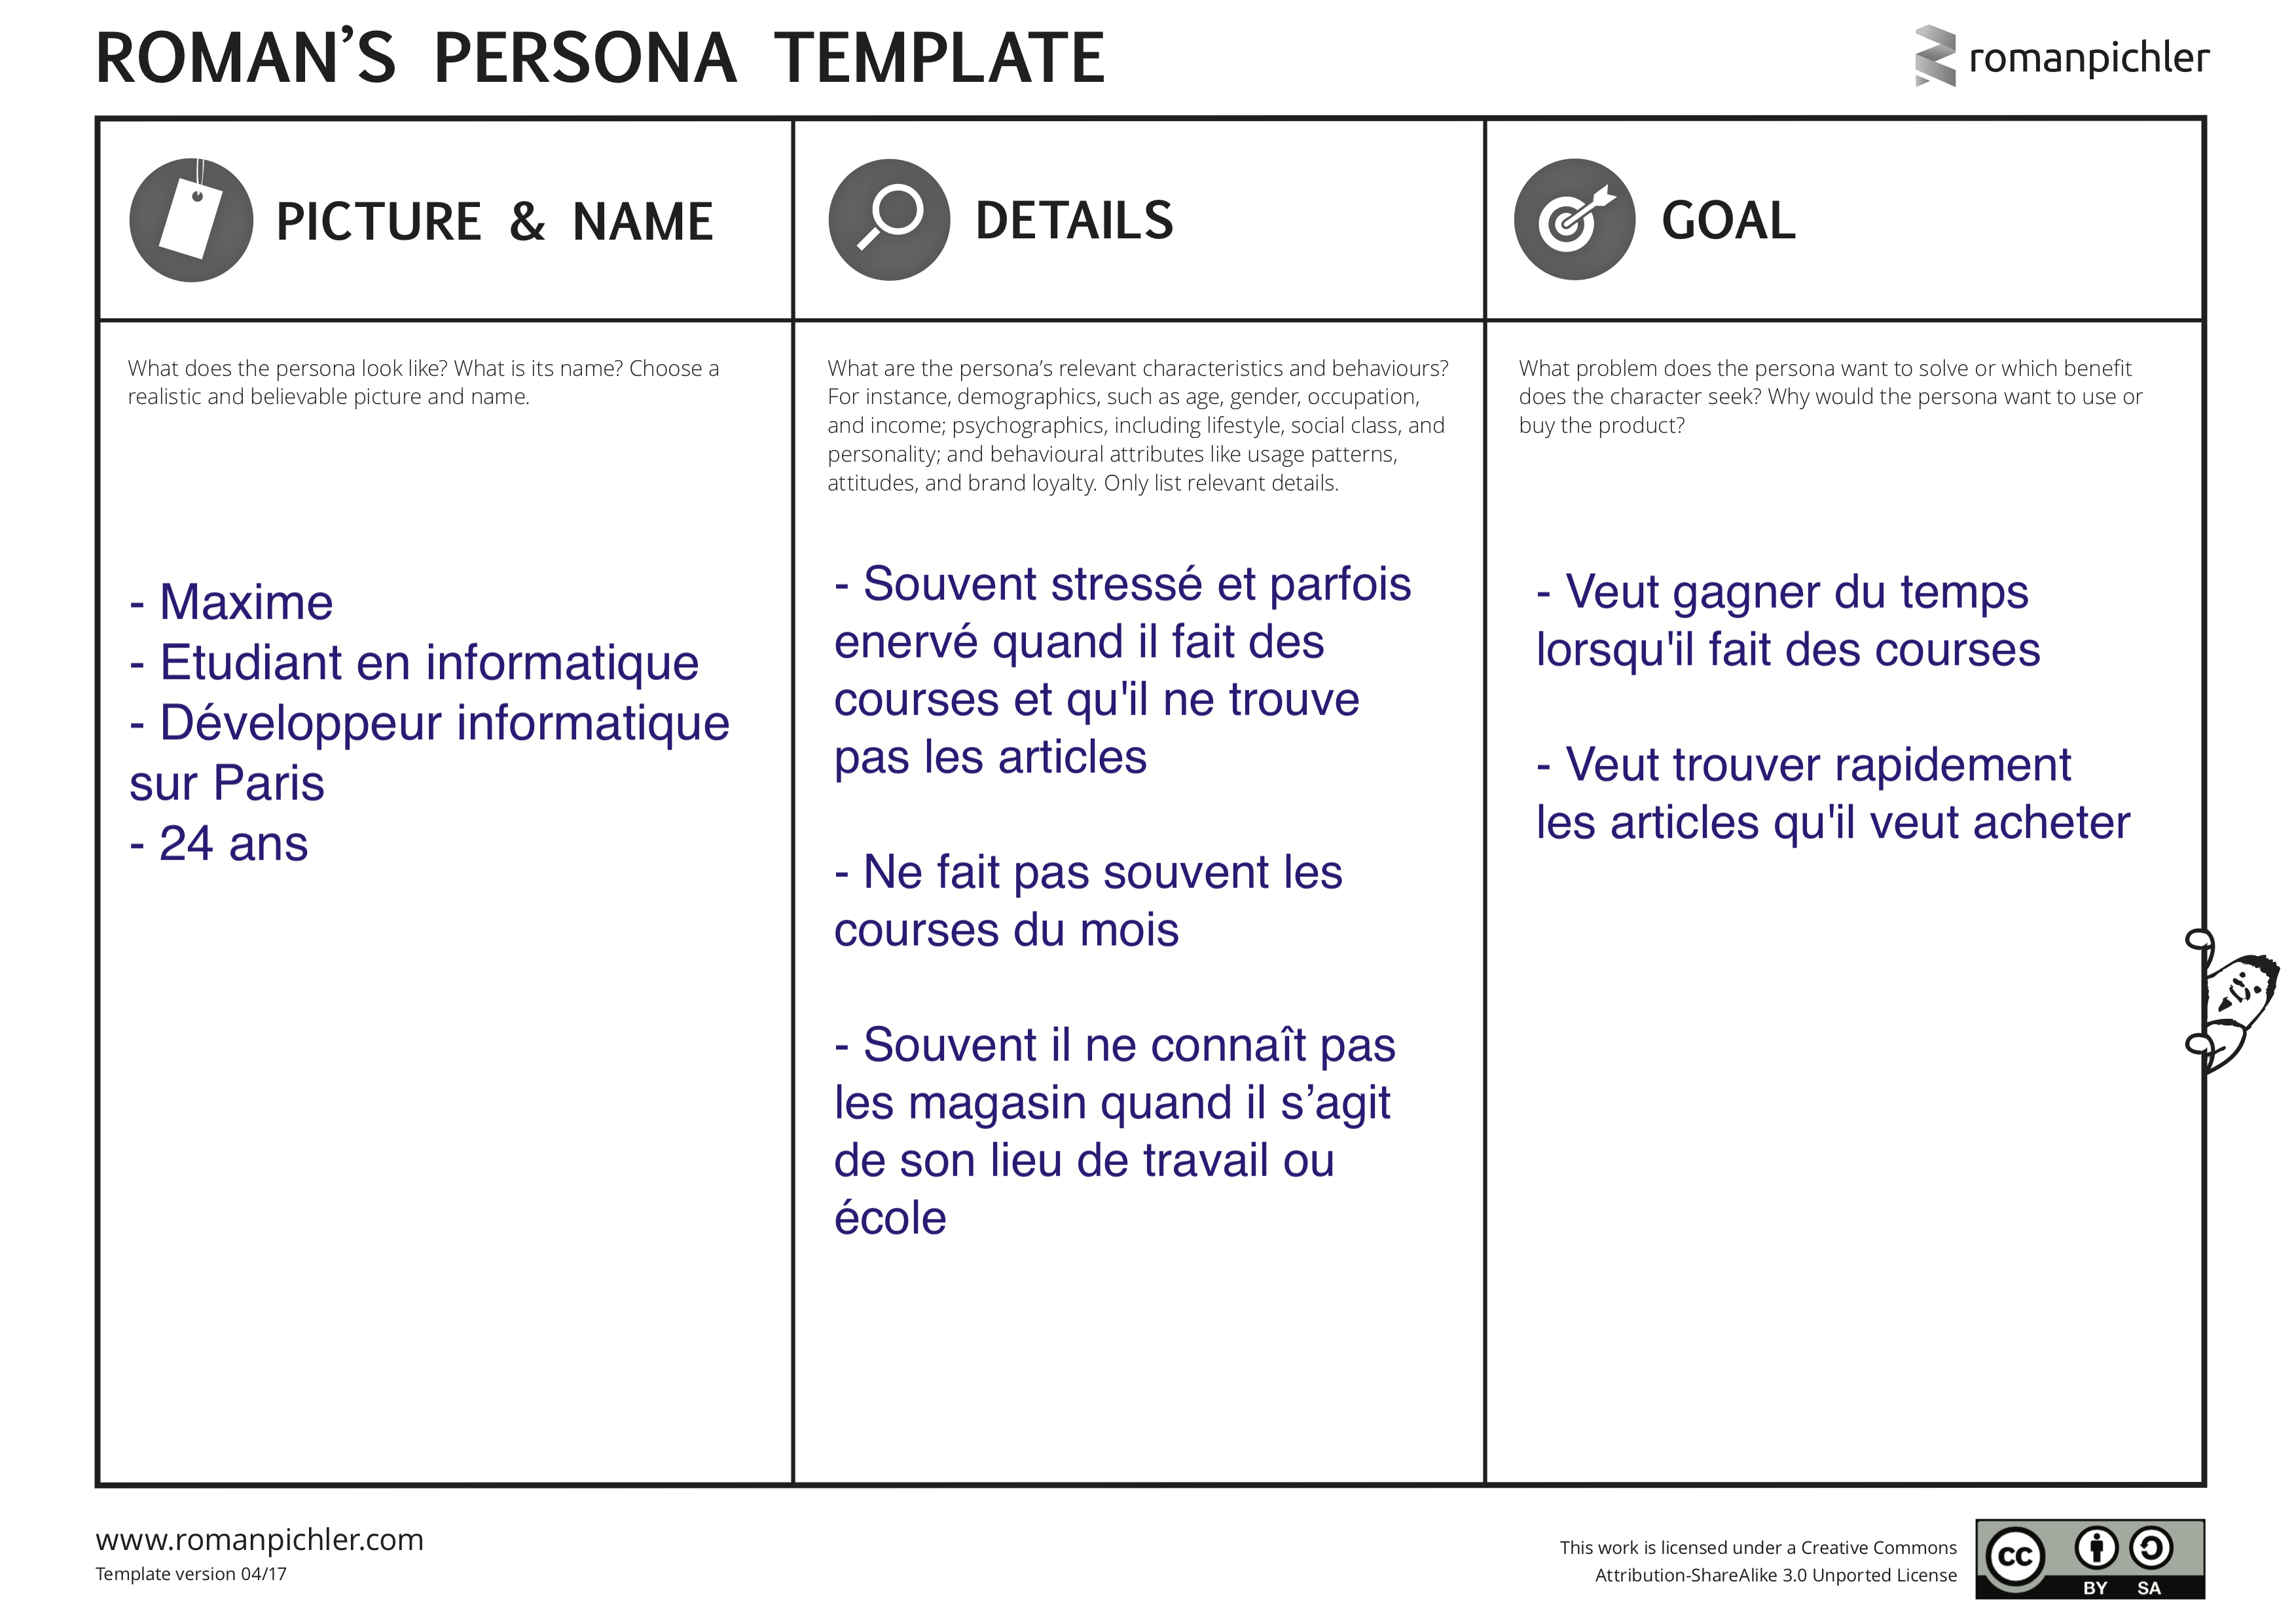 ROMAN’S PERSONA TEMPLATE
romanpichler
PICTURE & NAME
What does the persona look like? What is its name? Choose a
realistic and believable picture and name.
- Maxime
- Etudiant en informatique
- Développeur informatique
sur Paris
- 24 ans
DETAILS
What are the persona’s relevant characteristics and behaviours?
For instance, demographics, such as age, gender, occupation,
and income; psychographics, including lifestyle, social class, and
personality; and behavioural attributes like usage patterns,
attitudes, and brand loyalty. Only list relevant details.
- Souvent stressé et parfois
enervé quand il fait des
courses et qu'il ne trouve
pas les articles
- Ne fait pas souvent les
courses du mois
- Souvent il ne connaît pas
les magasin quand il s’agit
de son lieu de travail ou
école
GOAL
What problem does the persona want to solve or which benefit
does the character seek? Why would the persona want to use or
buy the product?
- Veut gagner du temps
lorsqu'il fait des courses
- Veut trouver rapidement
les articles qu'il veut acheter
www.romanpichler.com
Template version 04/17
This work is licensed under a Creative Commons
Attribution-ShareAlike 3.0 Unported License
cc
BY SA